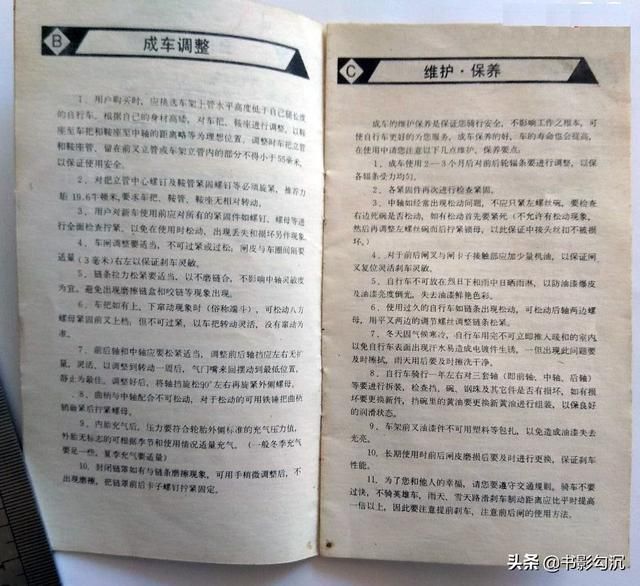 B
成车调整
1、用户购买时，应挑选车架上管水平高度低于自己腿长度
的自行车。根据自己的身材高矮，对车把、鞍座进行调整，以鞍
座至车把和鞍座至中轴的距离略等为理想位置，调整时车把立管
和鞍座管，留在前叉立管或车架立管内的部分不得小于55毫米，
以保证使用安全。
2、对把立管中心螺钉及鞍管紧固螺钉等必须旋紧，推荐力
胎19.6牛顿米，要求车把、鞍管、鞍座无相对转动。
3、用户对新车使用前应对所有的紧固件如螺钉、螺母等进
行全面检查拧紧，以免在使用时松动，出现丢失和损坏另件现象。
4、车闸调整要适当，不可过紧或过松，闸皮与车圈间隔要
适量（3毫米）右左以保证刹车灵敏。
5、链条拉力松紧要适当，以不磨链合，不影响中轴灵敏度
为宜，避免出现磨擦链盒和咬链等现象出现。
6、车把如有上、下窜动现象时（俗称端斗），可松动八方
螺母紧固前叉上档，但不可过紧，以车把转动灵活，没有窜动为
准。
7、前后轴和中轴应要松紧适当，调整前后轴挡应左右无扩
量，灵活，以调整到转动一周后，气门嘴来回摆动到最低位置，
静止为最佳。调整好后，将轴挡旋松90°左右再旋紧外侧螺母。
8、曲柄与中轴配合不可松动，对于松动的可用铁锤把曲柄
销砸紧后拧紧螺母。
9、内胎充气后，压力要符合轮胎外侧标准的充气压力值，
外胎无标志的可根据季节和使用情况适量充气。（一般冬季充气
要足一些，夏季充气要适量）
10、封闭链罩如有与链条磨擦现象，可用手稍微调整后，不
出现磨擦，把链罩前后卡子螺钉拧紧固定。
C
维护·保养
成车的维护保养是保证您骑行安全，不影响工作之根本，可
使自行车更好的为您服务，成车保养的好，车的寿命也会提高，
在使用中请您注意以下几点维护，保养要点：
1、成车使用2—3个月后对前后轮辐条要进行调整，以保
各辐条受力均匀。
2、各紧固件再次进行检查紧固。
3、中轴如经常出现松动问题，不应只紧左螺丝碗，要检查
右边死碗是否松动，如有松动首先要紧死（不允许有松动现象，
然后再调整左螺丝碗而后拧紧锁母，以此保证中接头丝扣不被损
坏。）
4、对于前后闸叉与闸卡子接触部应加少量机油，以保证闸
叉复位灵活刹车灵敏。
5、自行车不可放在烈日下和雨中日晒雨淋，以防油漆爆皮
及油漆亮度倒光，失去油漆鲜艳色彩。
6、使用过久的自行车如链条出现松动，可松动后轴两边螺
母，用平叉两边的调节螺丝调整链条松紧。
7、冬天因气候寒冷，自行车用完不可立即推入暖和的室内
以免自行车表面出现汗水易造成电镀件生锈，一但出现此问题要
及时擦拭，雨天用后要及时擦洗干净。
8、自行车骑行一年左右对三套轴（即前轴、中轴、后轴）
等要进行拆装，检查挡、碗、钢珠及其它件是否有损坏，如有损
坏要更换新件，挡碗里的黄油要更换新黄油进行组装，以保良好
的润滑状态。
9、车架前叉油漆件不可用塑料等包扎，以免造成油漆失去
光亮。
10、长期使用时前后闸皮磨损后要及时进行更换，保证刹车
性能。
11、为了您和他人的幸福，请您要遵守交通规则。骑车不要
过快，不骑英雄车，雨天、雪天路滑刹车制动距离应比平时提高
一倍以上，因此要注意提前刹车，注意前后闸的使用方法。
头条 @书影勾沉